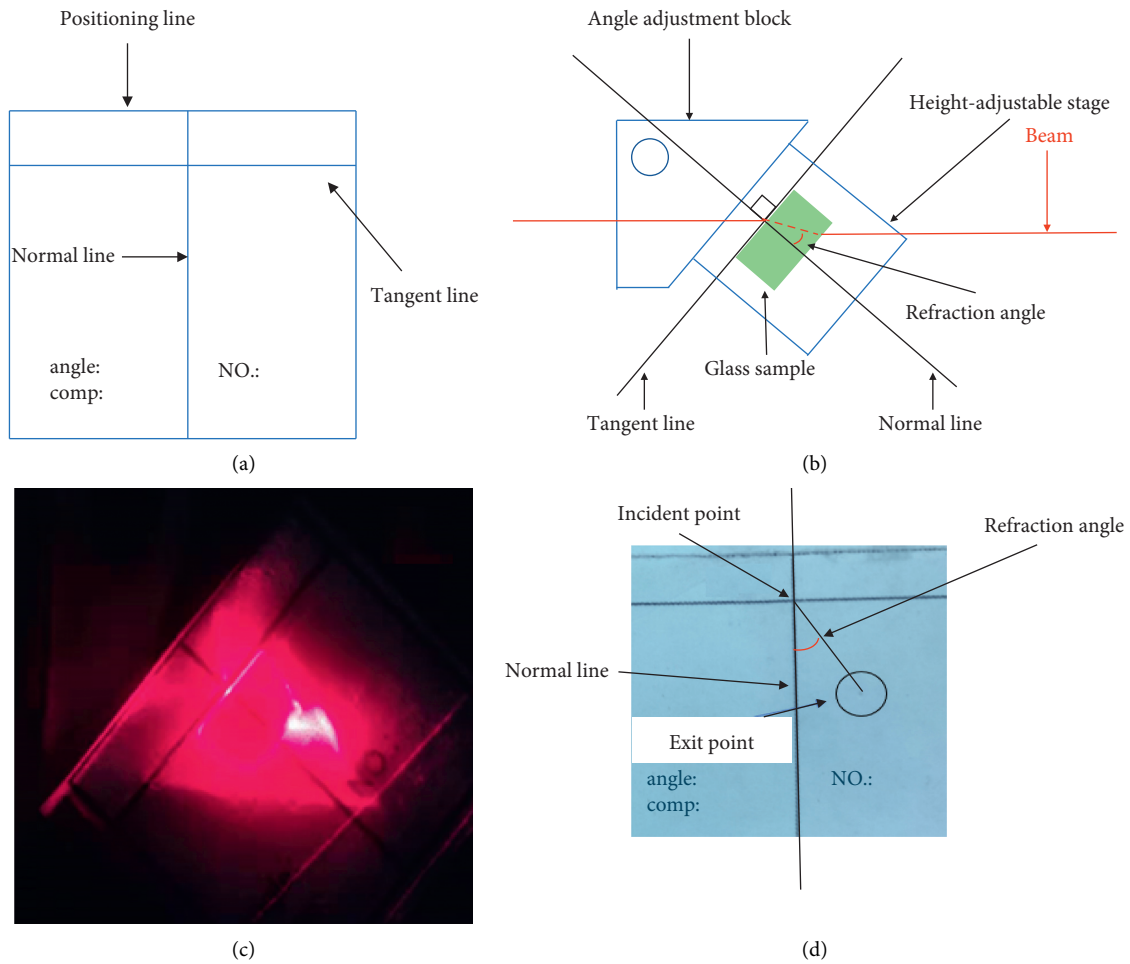 Positioning line
Normal line
Tangent line
angle:
comp:
NO.:
(a)
Angle adjustment block
Height-adjustable stage
Beam
Refraction angle
Glass sample
Tangent line
Normal line
(b)
(c)
Incident point
Refraction angle
Normal line
Exit point
angle:
comp:
NO.:
(d)